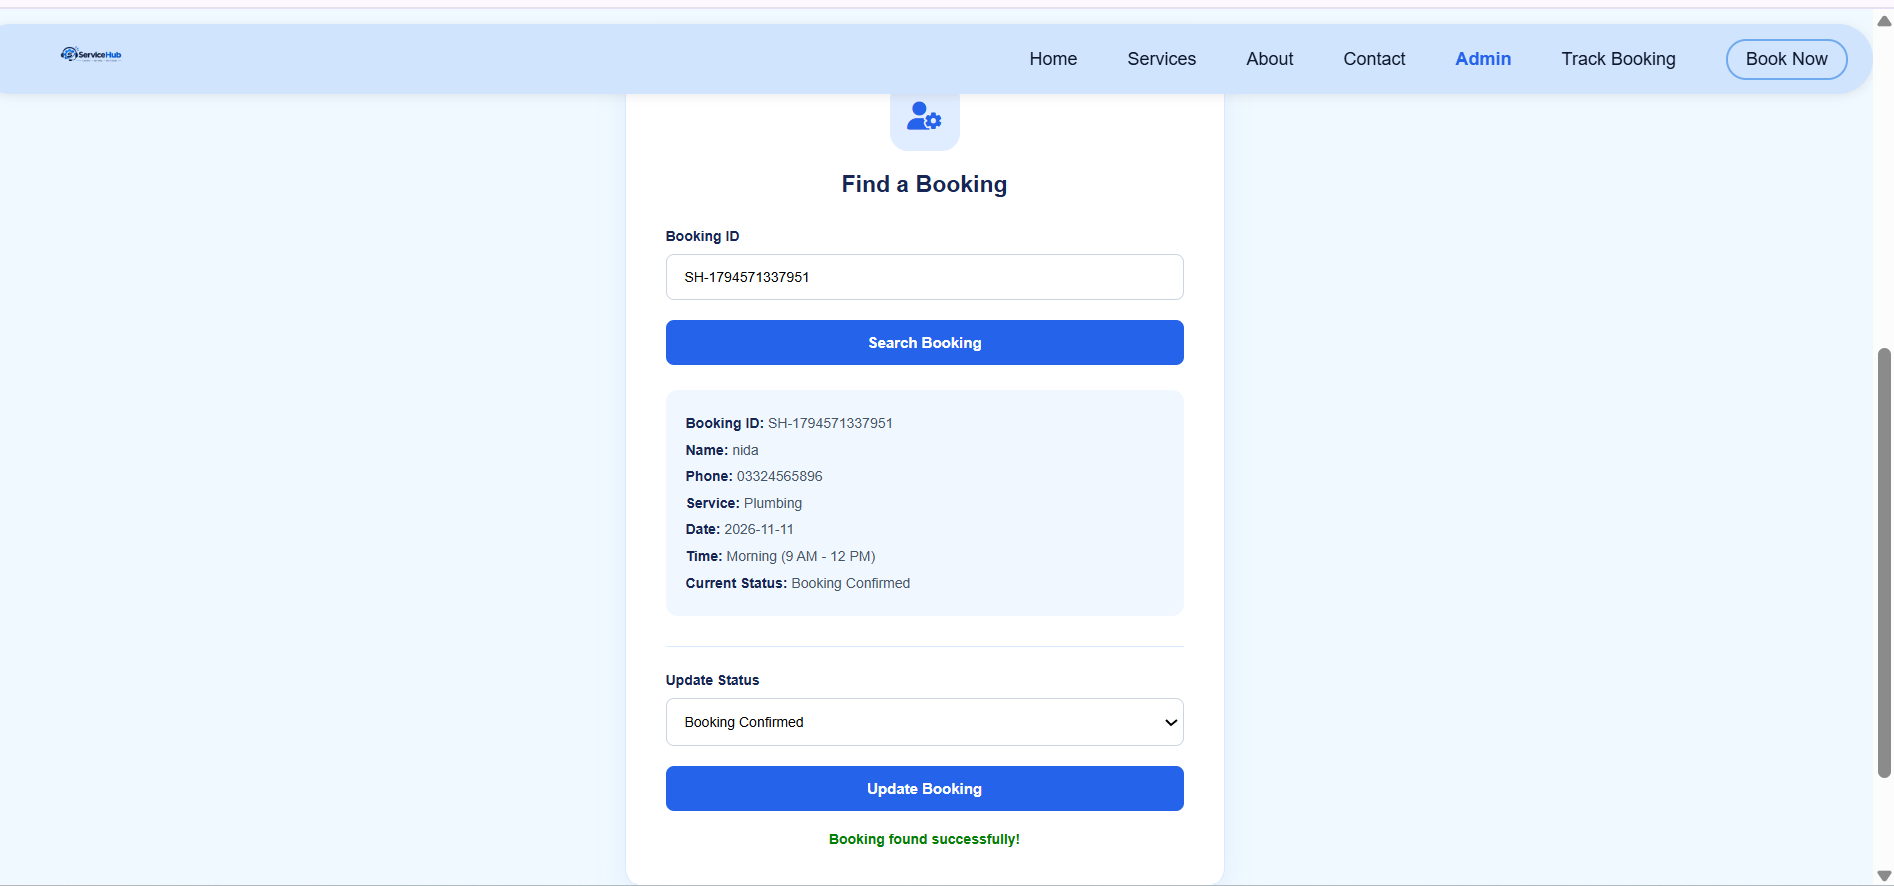 ServiceHub
Home Services About Contact Admin Track Booking Book Now
Find a Booking
Booking ID
SH-1794571337951
Search Booking
Booking ID: SH-1794571337951
Name: nida
Phone: 03324565896
Service: Plumbing
Date: 2026-11-11
Time: Morning (9 AM - 12 PM)
Current Status: Booking Confirmed
Update Status
Booking Confirmed
Update Booking
Booking found successfully!